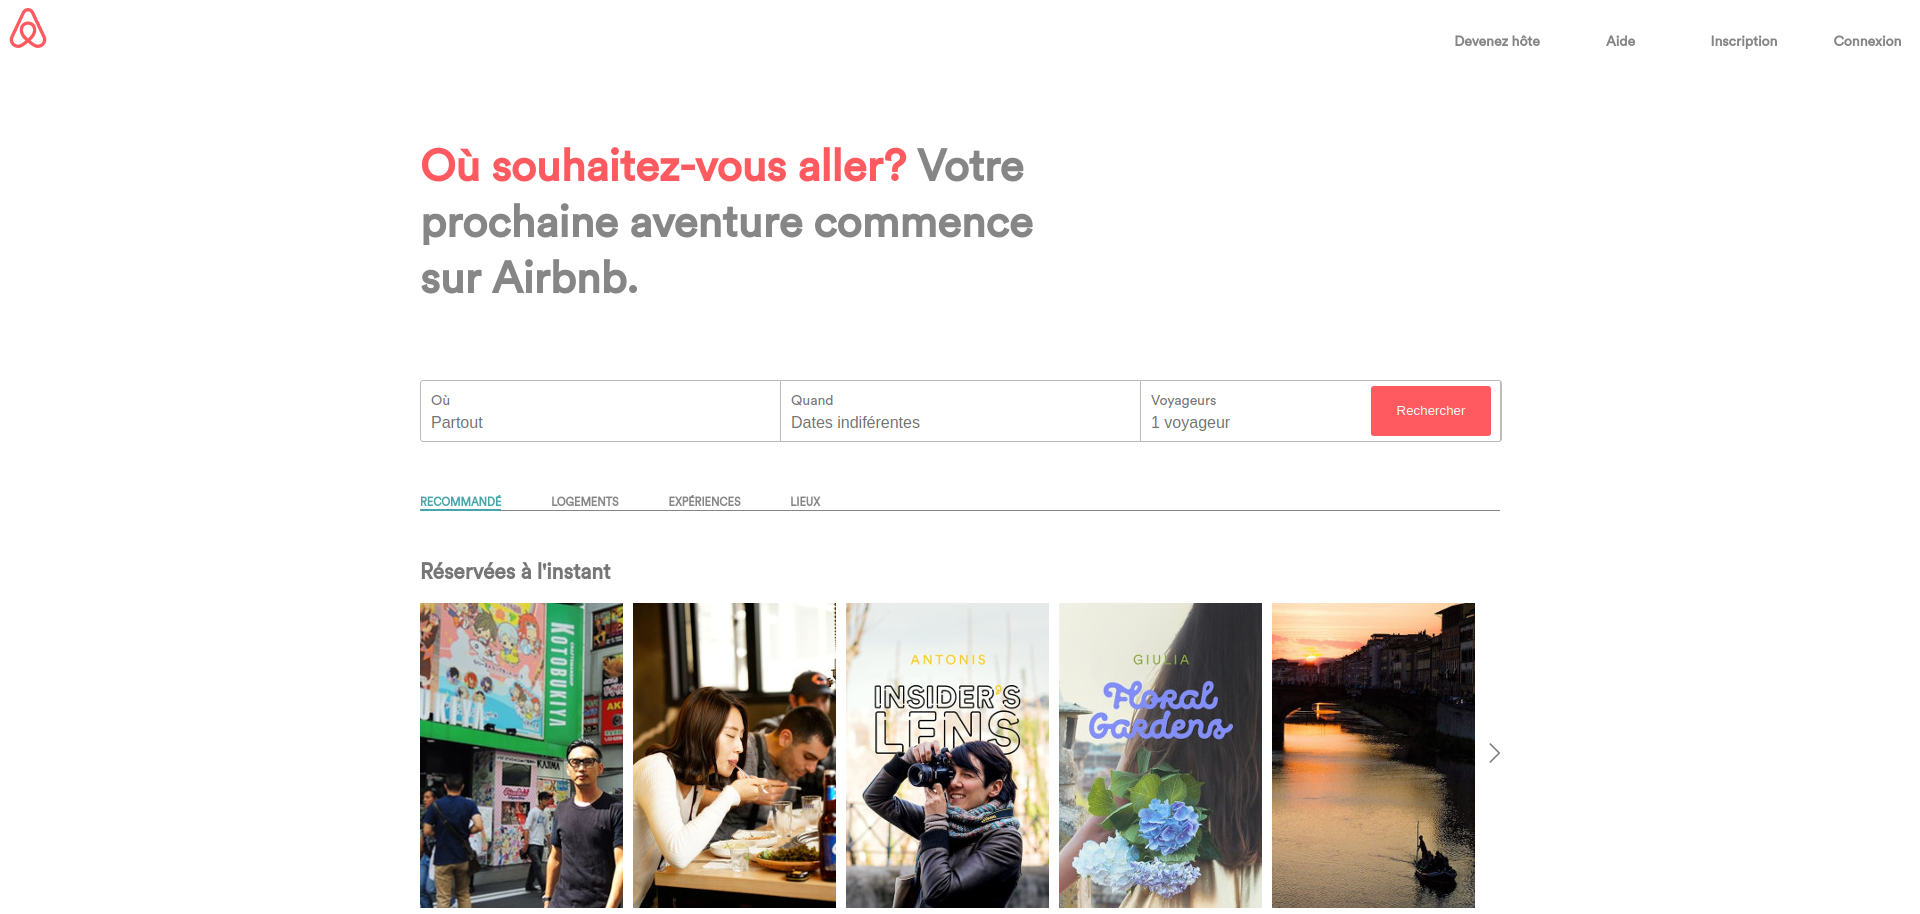 Devenez hôte Aide Inscription Connexion
Où souhaitez-vous aller? Votre
prochaine aventure commence
sur Airbnb.
Où Quand Voyageurs
Partout Dates indiférentes 1 voyageur Rechercher
RECOMMANDÉ LOGEMENTS EXPÉRIENCES LIEUX
Réservées à l'instant
KOTOBUKIYA
ANTONIS
INSIDER'S
LENS
GIULIA
Floral
Gardens